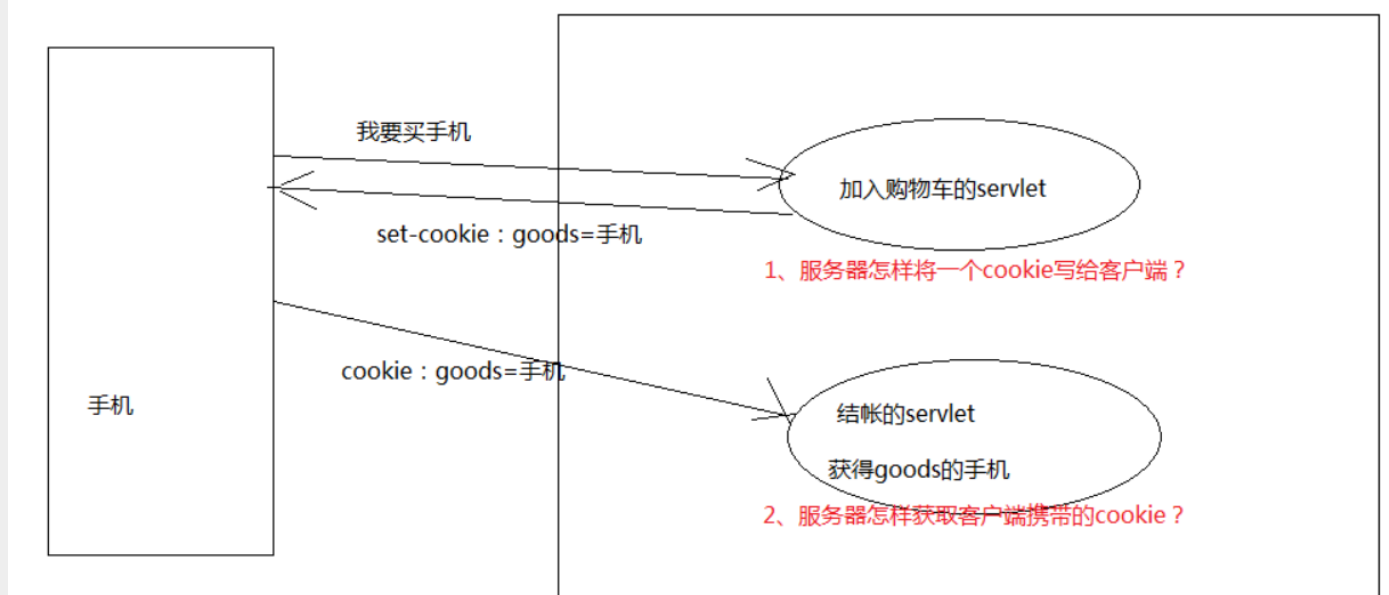 我要买手机
加入购物车的servlet
set-cookie：goods=手机
1、服务器怎样将一个cookie写给客户端？
cookie：goods=手机
手机
结帐的servlet
获得goods的手机
2、服务器怎样获取客户端携带的cookie？